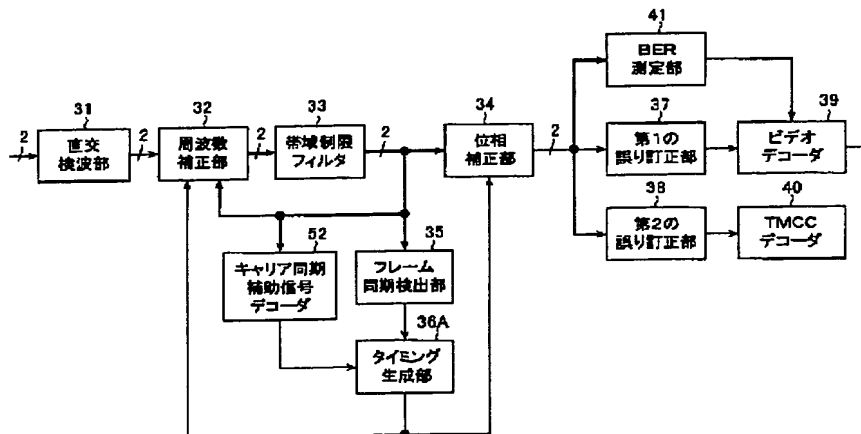 41
BER
測定部
31
32
33
34
37
39
2
直交
検波部
2
周波数
補正部
2
帯域制限
フィルタ
2
位相
補正部
2
第1の
誤り訂正部
ビデオ
デコーダ
38
40
第2の
誤り訂正部
TMCC
デコーダ
52
35
キャリア同期
補助信号
デコーダ
フレーム
同期検出部
36A
タイミング
生成部